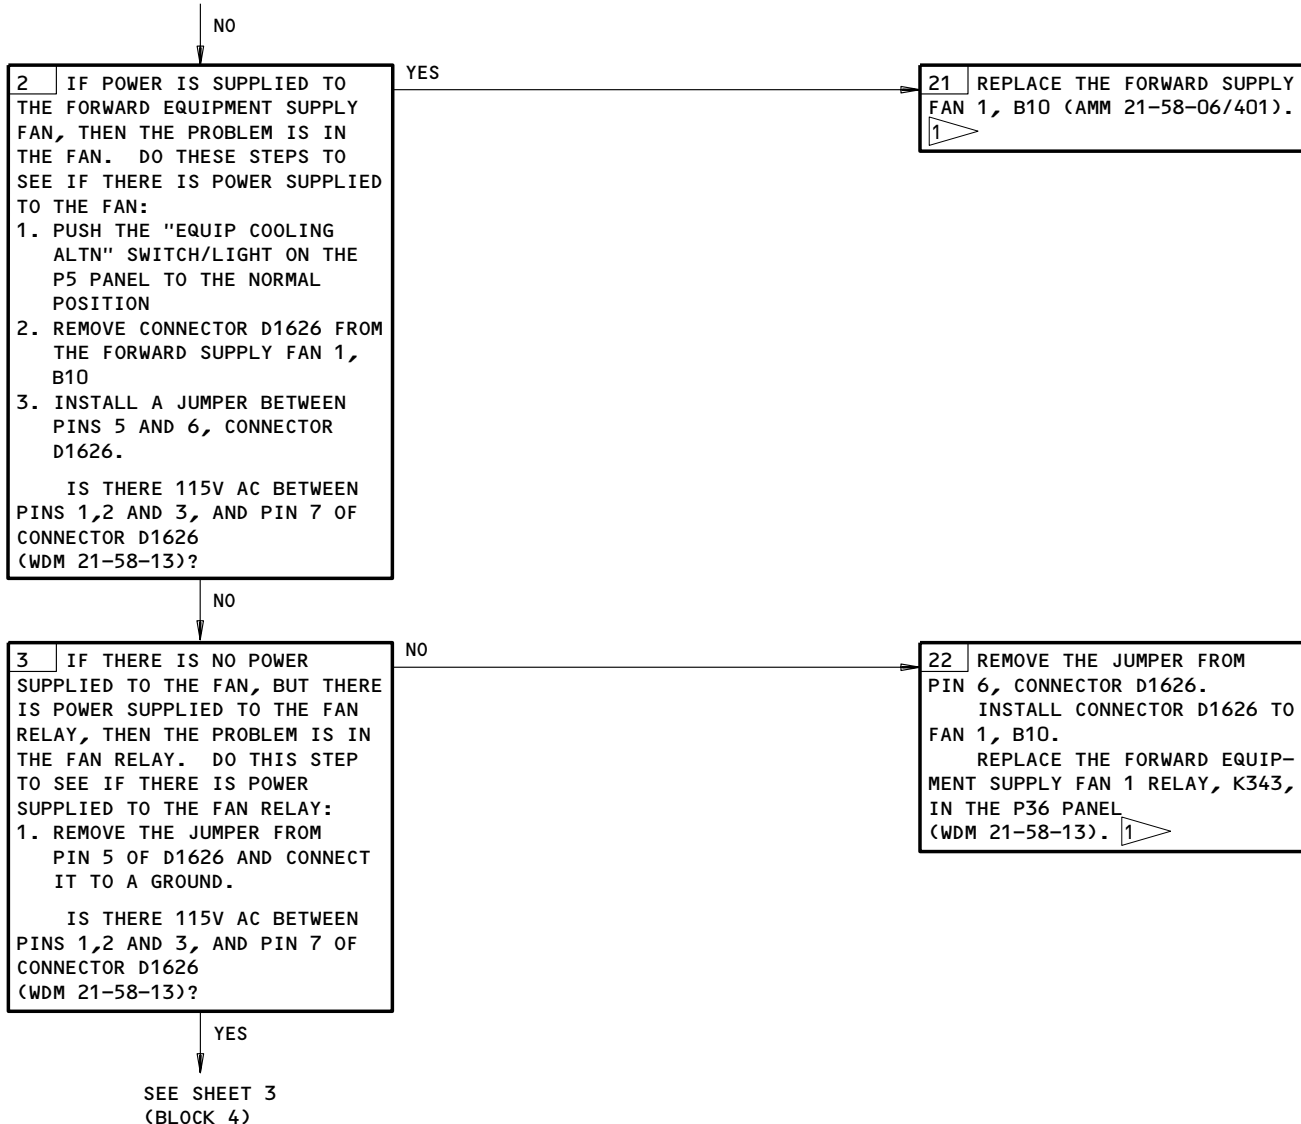 NO
2 IF POWER IS SUPPLIED TO
THE FORWARD EQUIPMENT SUPPLY
FAN, THEN THE PROBLEM IS IN
THE FAN. DO THESE STEPS TO
SEE IF THERE IS POWER SUPPLIED
TO THE FAN:
1. PUSH THE "EQUIP COOLING
ALTN" SWITCH/LIGHT ON THE
P5 PANEL TO THE NORMAL
POSITION
2. REMOVE CONNECTOR D1626 FROM
THE FORWARD SUPPLY FAN 1,
B10
3. INSTALL A JUMPER BETWEEN
PINS 5 AND 6, CONNECTOR
D1626.
IS THERE 115V AC BETWEEN
PINS 1,2 AND 3, AND PIN 7 OF
CONNECTOR D1626
(WDM 21-58-13)?
YES
21 REPLACE THE FORWARD SUPPLY
FAN 1, B10 (AMM 21-58-06/401).
1
NO
3 IF THERE IS NO POWER
SUPPLIED TO THE FAN, BUT THERE
IS POWER SUPPLIED TO THE FAN
RELAY, THEN THE PROBLEM IS IN
THE FAN RELAY. DO THIS STEP
TO SEE IF THERE IS POWER
SUPPLIED TO THE FAN RELAY:
1. REMOVE THE JUMPER FROM
PIN 5 OF D1626 AND CONNECT
IT TO A GROUND.
IS THERE 115V AC BETWEEN
PINS 1,2 AND 3, AND PIN 7 OF
CONNECTOR D1626
(WDM 21-58-13)?
NO
22 REMOVE THE JUMPER FROM
PIN 6, CONNECTOR D1626.
INSTALL CONNECTOR D1626 TO
FAN 1, B10.
REPLACE THE FORWARD EQUIP-
MENT SUPPLY FAN 1 RELAY, K343,
IN THE P36 PANEL
(WDM 21-58-13). 1
YES
SEE SHEET 3
(BLOCK 4)